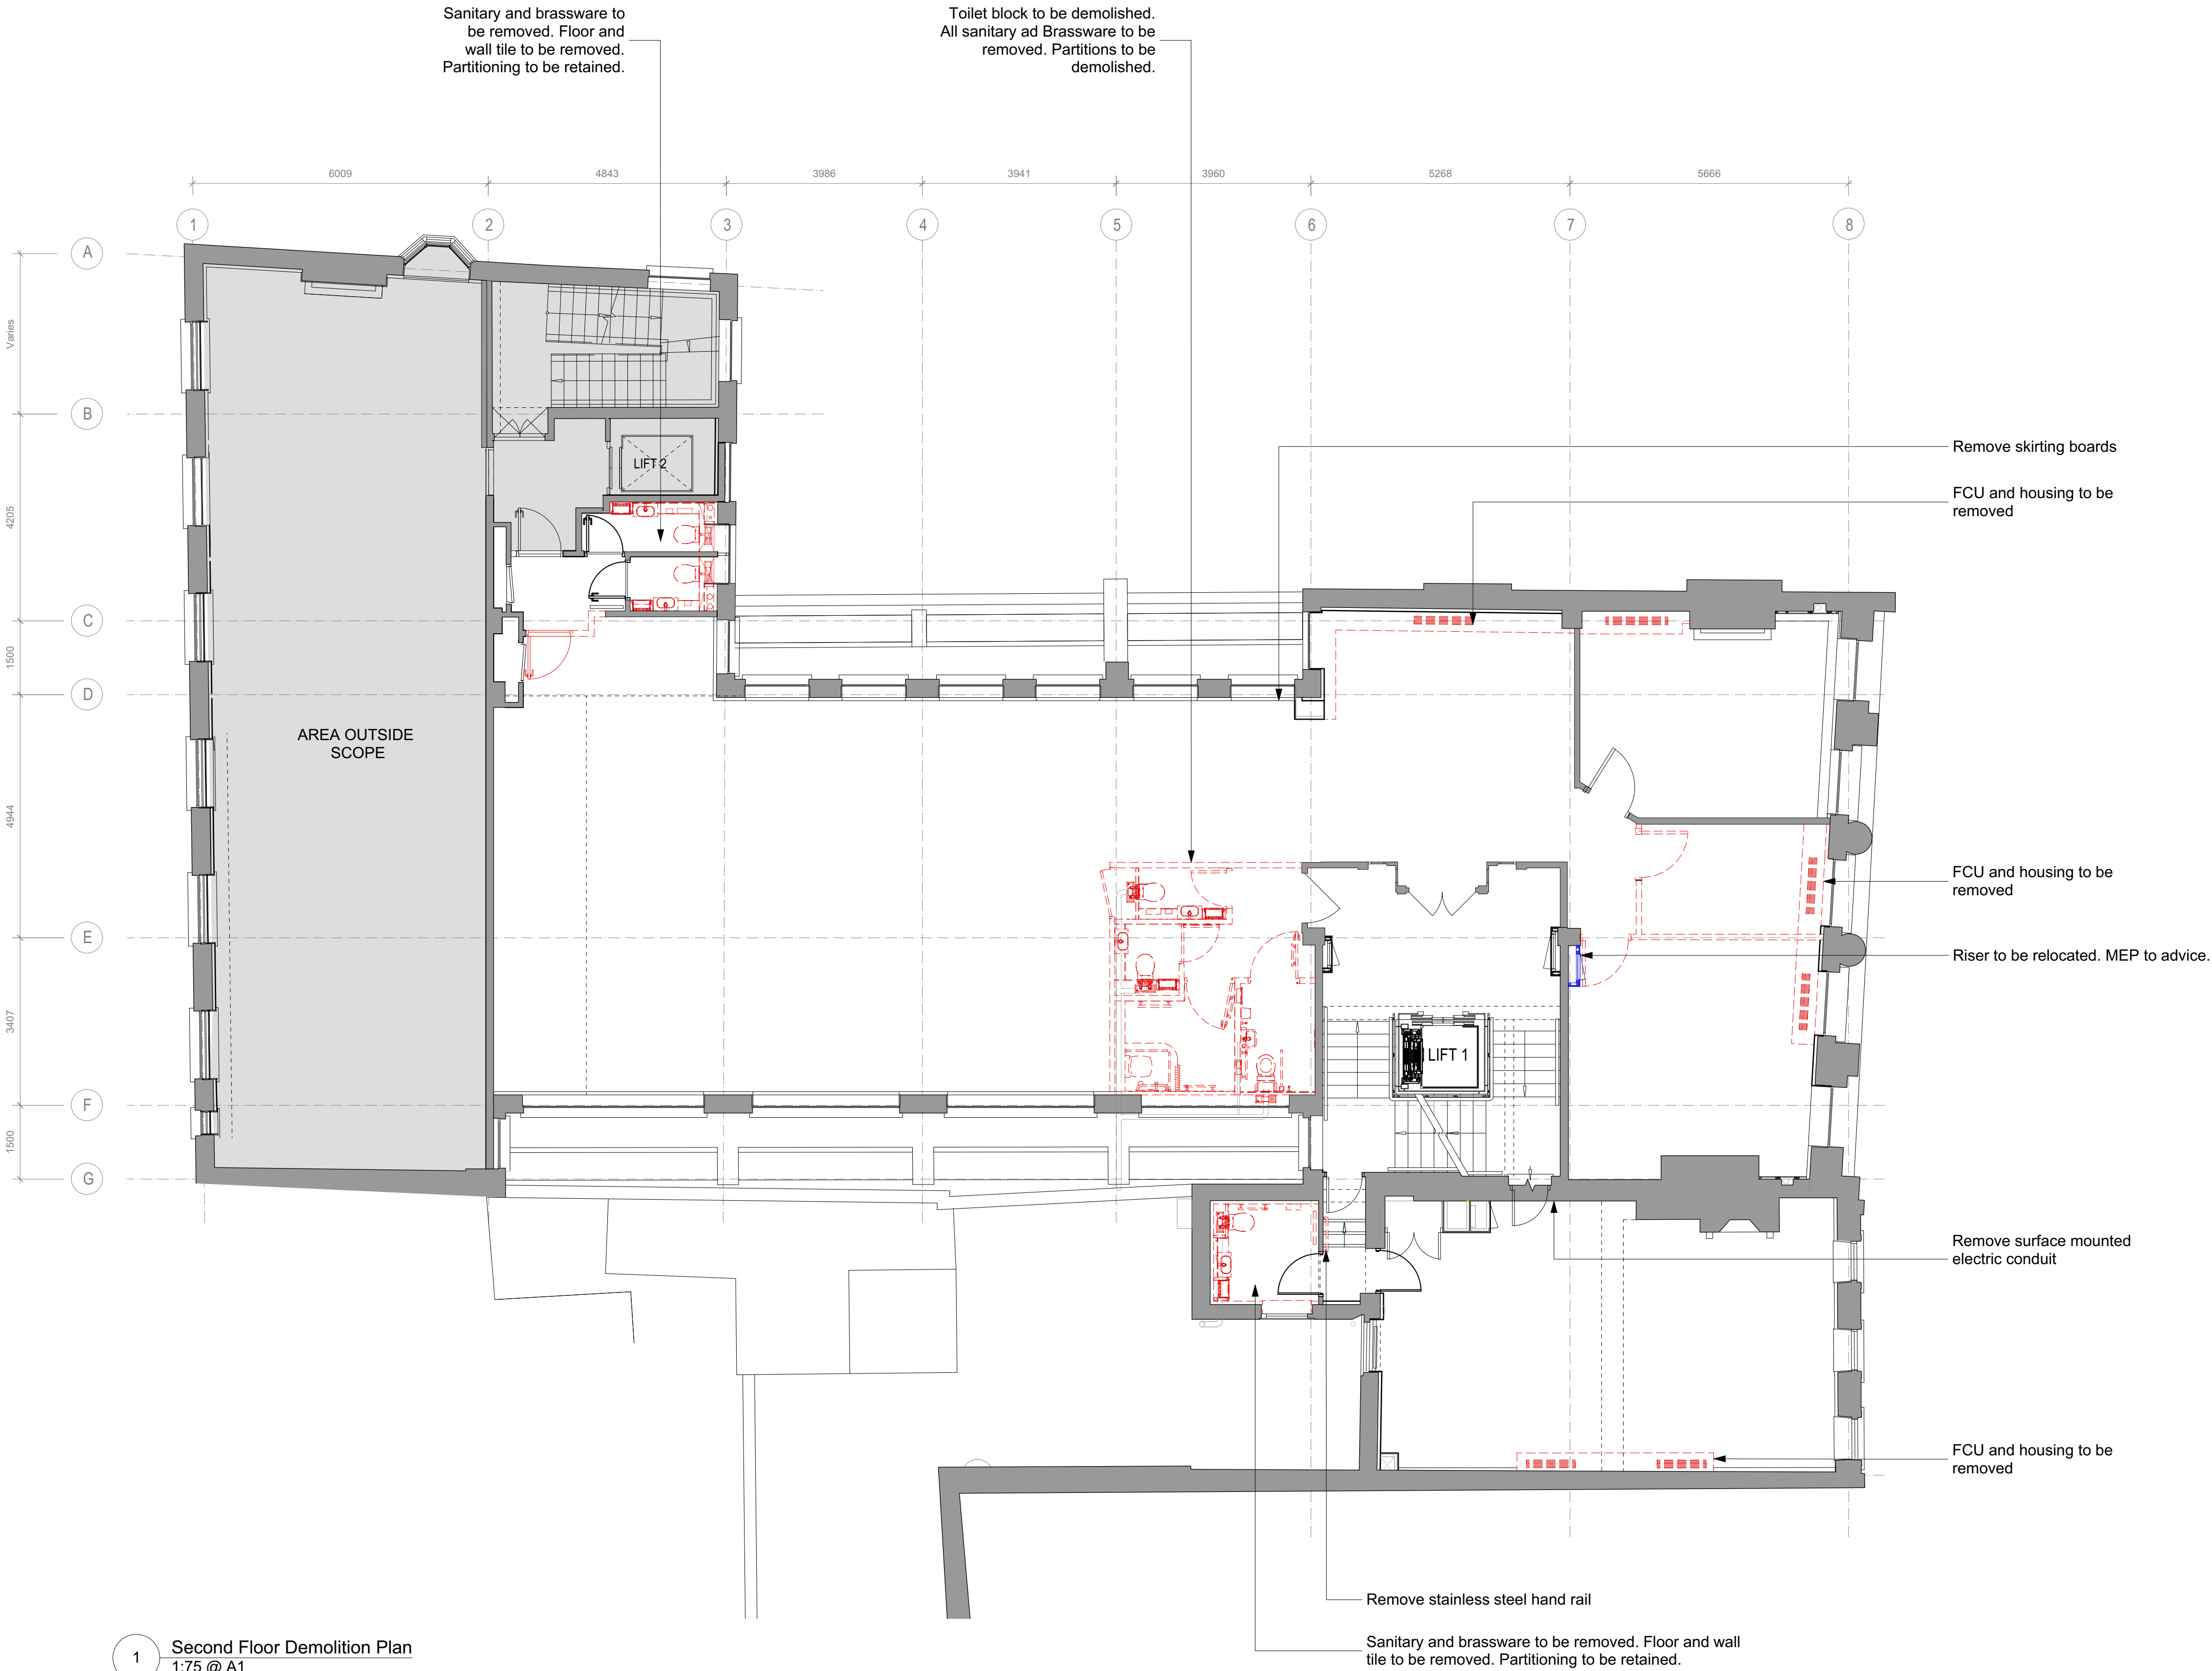 Sanitary and brassware to
be removed. Floor and
wall tile to be removed.
Partitioning to be retained.
Toilet block to be demolished.
All sanitary ad Brassware to be
removed. Partitions to be
demolished.
6009
4843
3986
3941
3960
5268
5666
1
2
3
4
5
6
7
8
A
Varies
B
LIFT 2
Remove skirting boards
FCU and housing to be
removed
4205
C
1500
D
AREA OUTSIDE
SCOPE
4944
FCU and housing to be
removed
E
Riser to be relocated. MEP to advice.
3407
LIFT 1
F
1500
G
Remove surface mounted
electric conduit
FCU and housing to be
removed
Remove stainless steel hand rail
Sanitary and brassware to be removed. Floor and wall
tile to be removed. Partitioning to be retained.
1
Second Floor Demolition Plan
1:75 @ A1